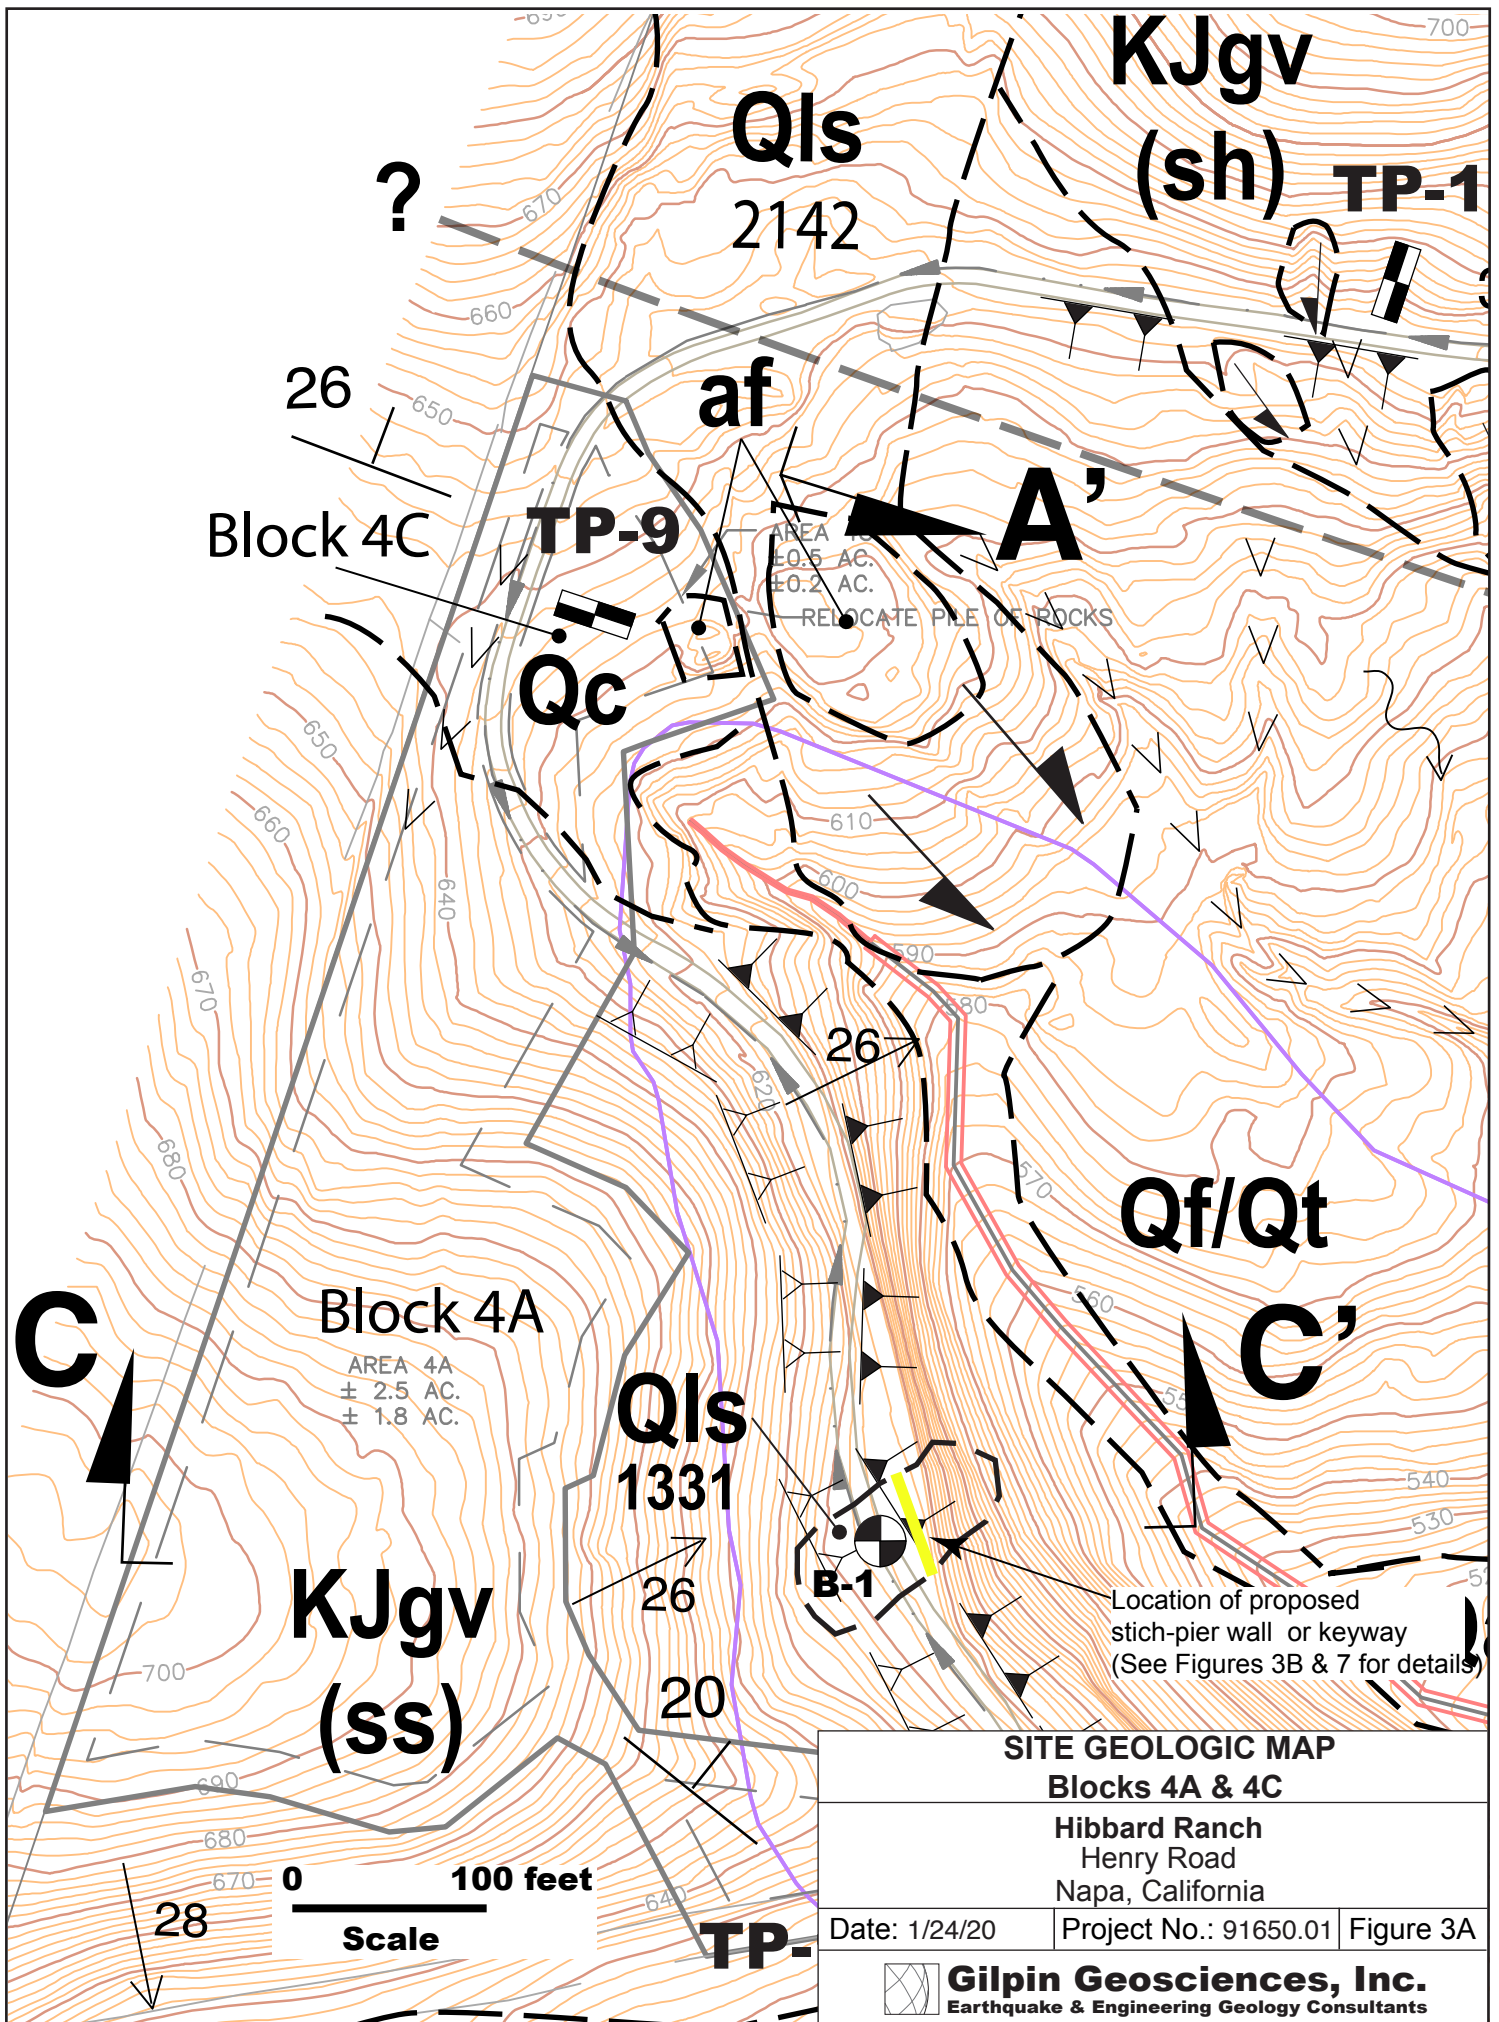 690
700
KJgv
(sh)
Qls
2142
TP-1
?
670
660
26
650
af
A'
Block 4C
TP-9
AREA
±0.5 AC.
±0.2 AC.
RELOCATE PILE OF ROCKS
Qc
650
660
610
600
640
590
670
580
26
620
680
570
Qf/Qt
560
C
C'
Block 4A
AREA 4A
± 2.5 AC.
± 1.8 AC.
Qls
1331
540
530
26
B-1
Location of proposed
stich-pier wall or keyway
(See Figures 3B & 7 for details)
KJgv
(ss)
700
20
690
680
670
640
28
0 100 feet
Scale
TP-
SITE GEOLOGIC MAP
Blocks 4A & 4C
Hibbard Ranch
Henry Road
Napa, California
Date: 1/24/20
Project No.: 91650.01
Figure 3A
Gilpin Geosciences, Inc.
Earthquake & Engineering Geology Consultants